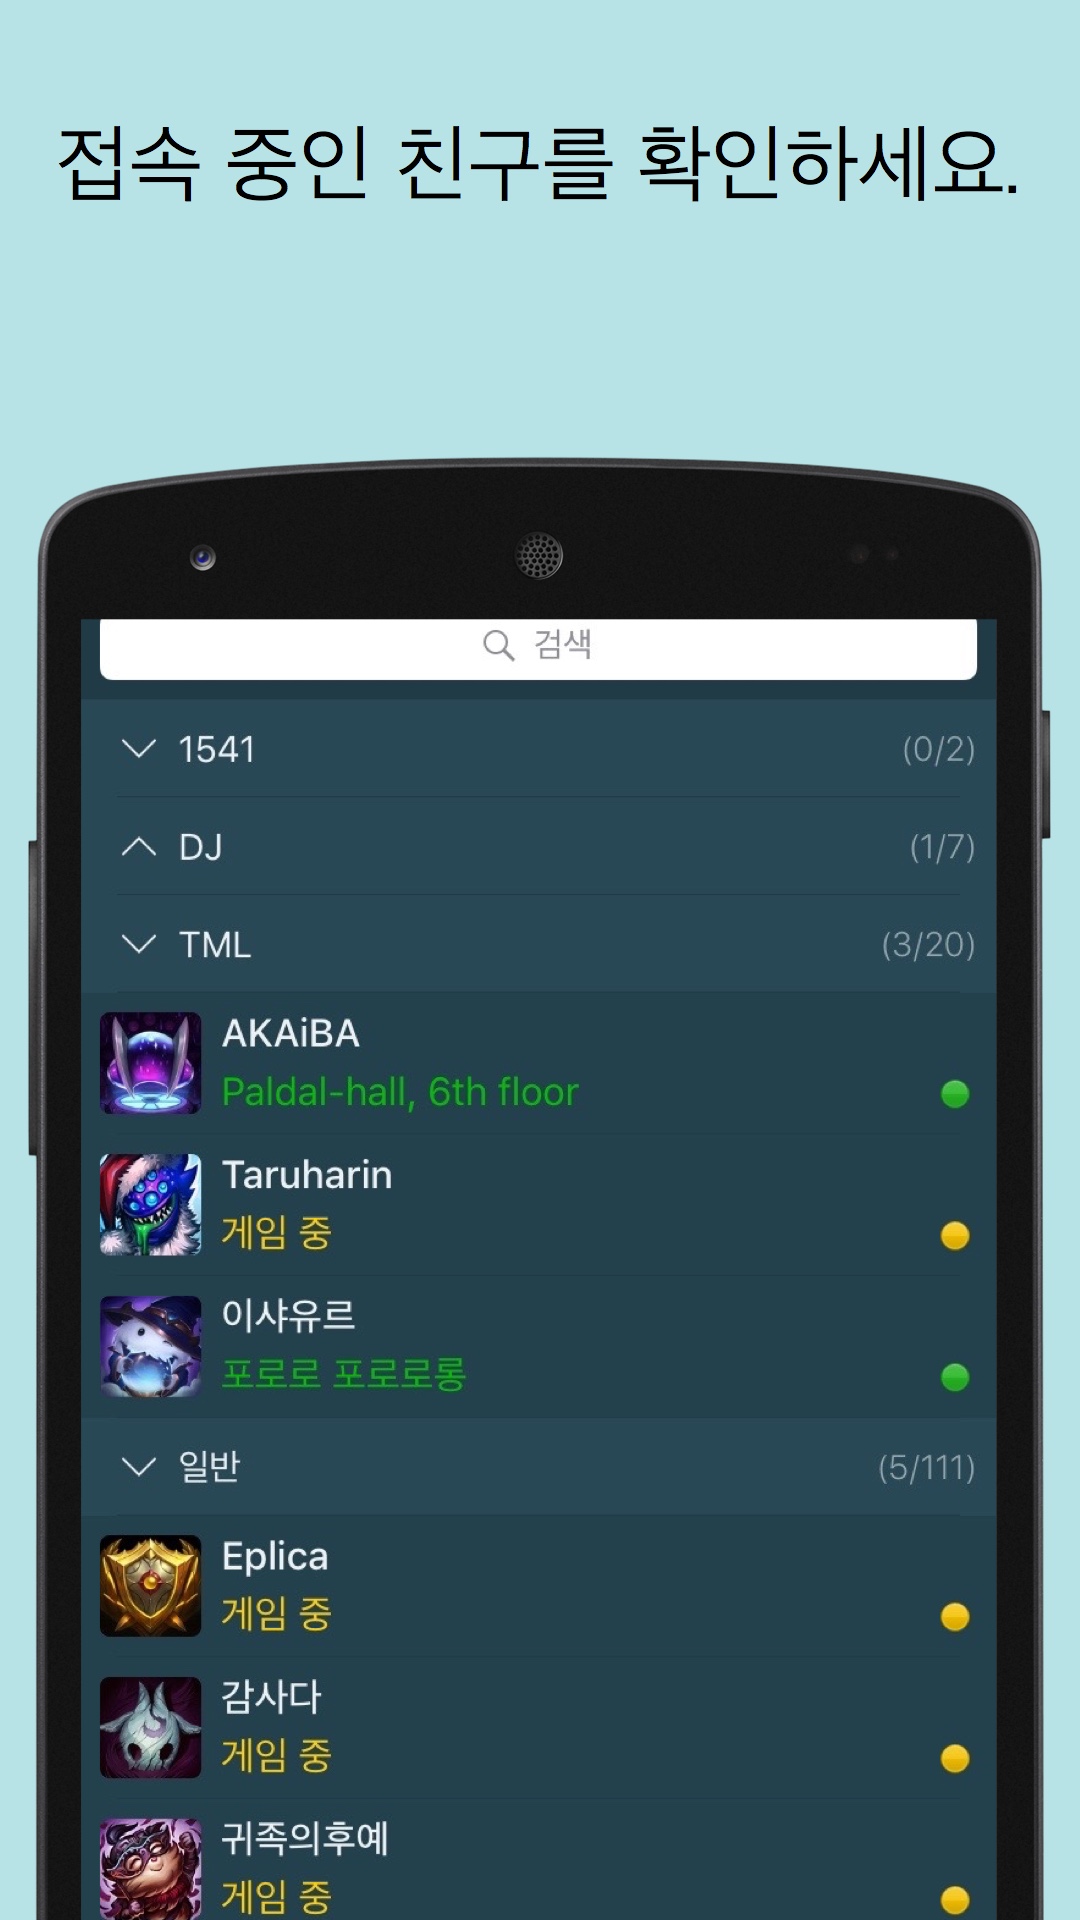 접속 중인 친구를 확인하세요.
검색
1541 (0/2)
DJ (1/7)
TML (3/20)
AKAiBA
Paldal-hall, 6th floor
Taruharin
게임 중
이샤유르
포로로 포로로롱
일반 (5/111)
Eplica
게임 중
감사다
게임 중
귀족의후예
게임 중